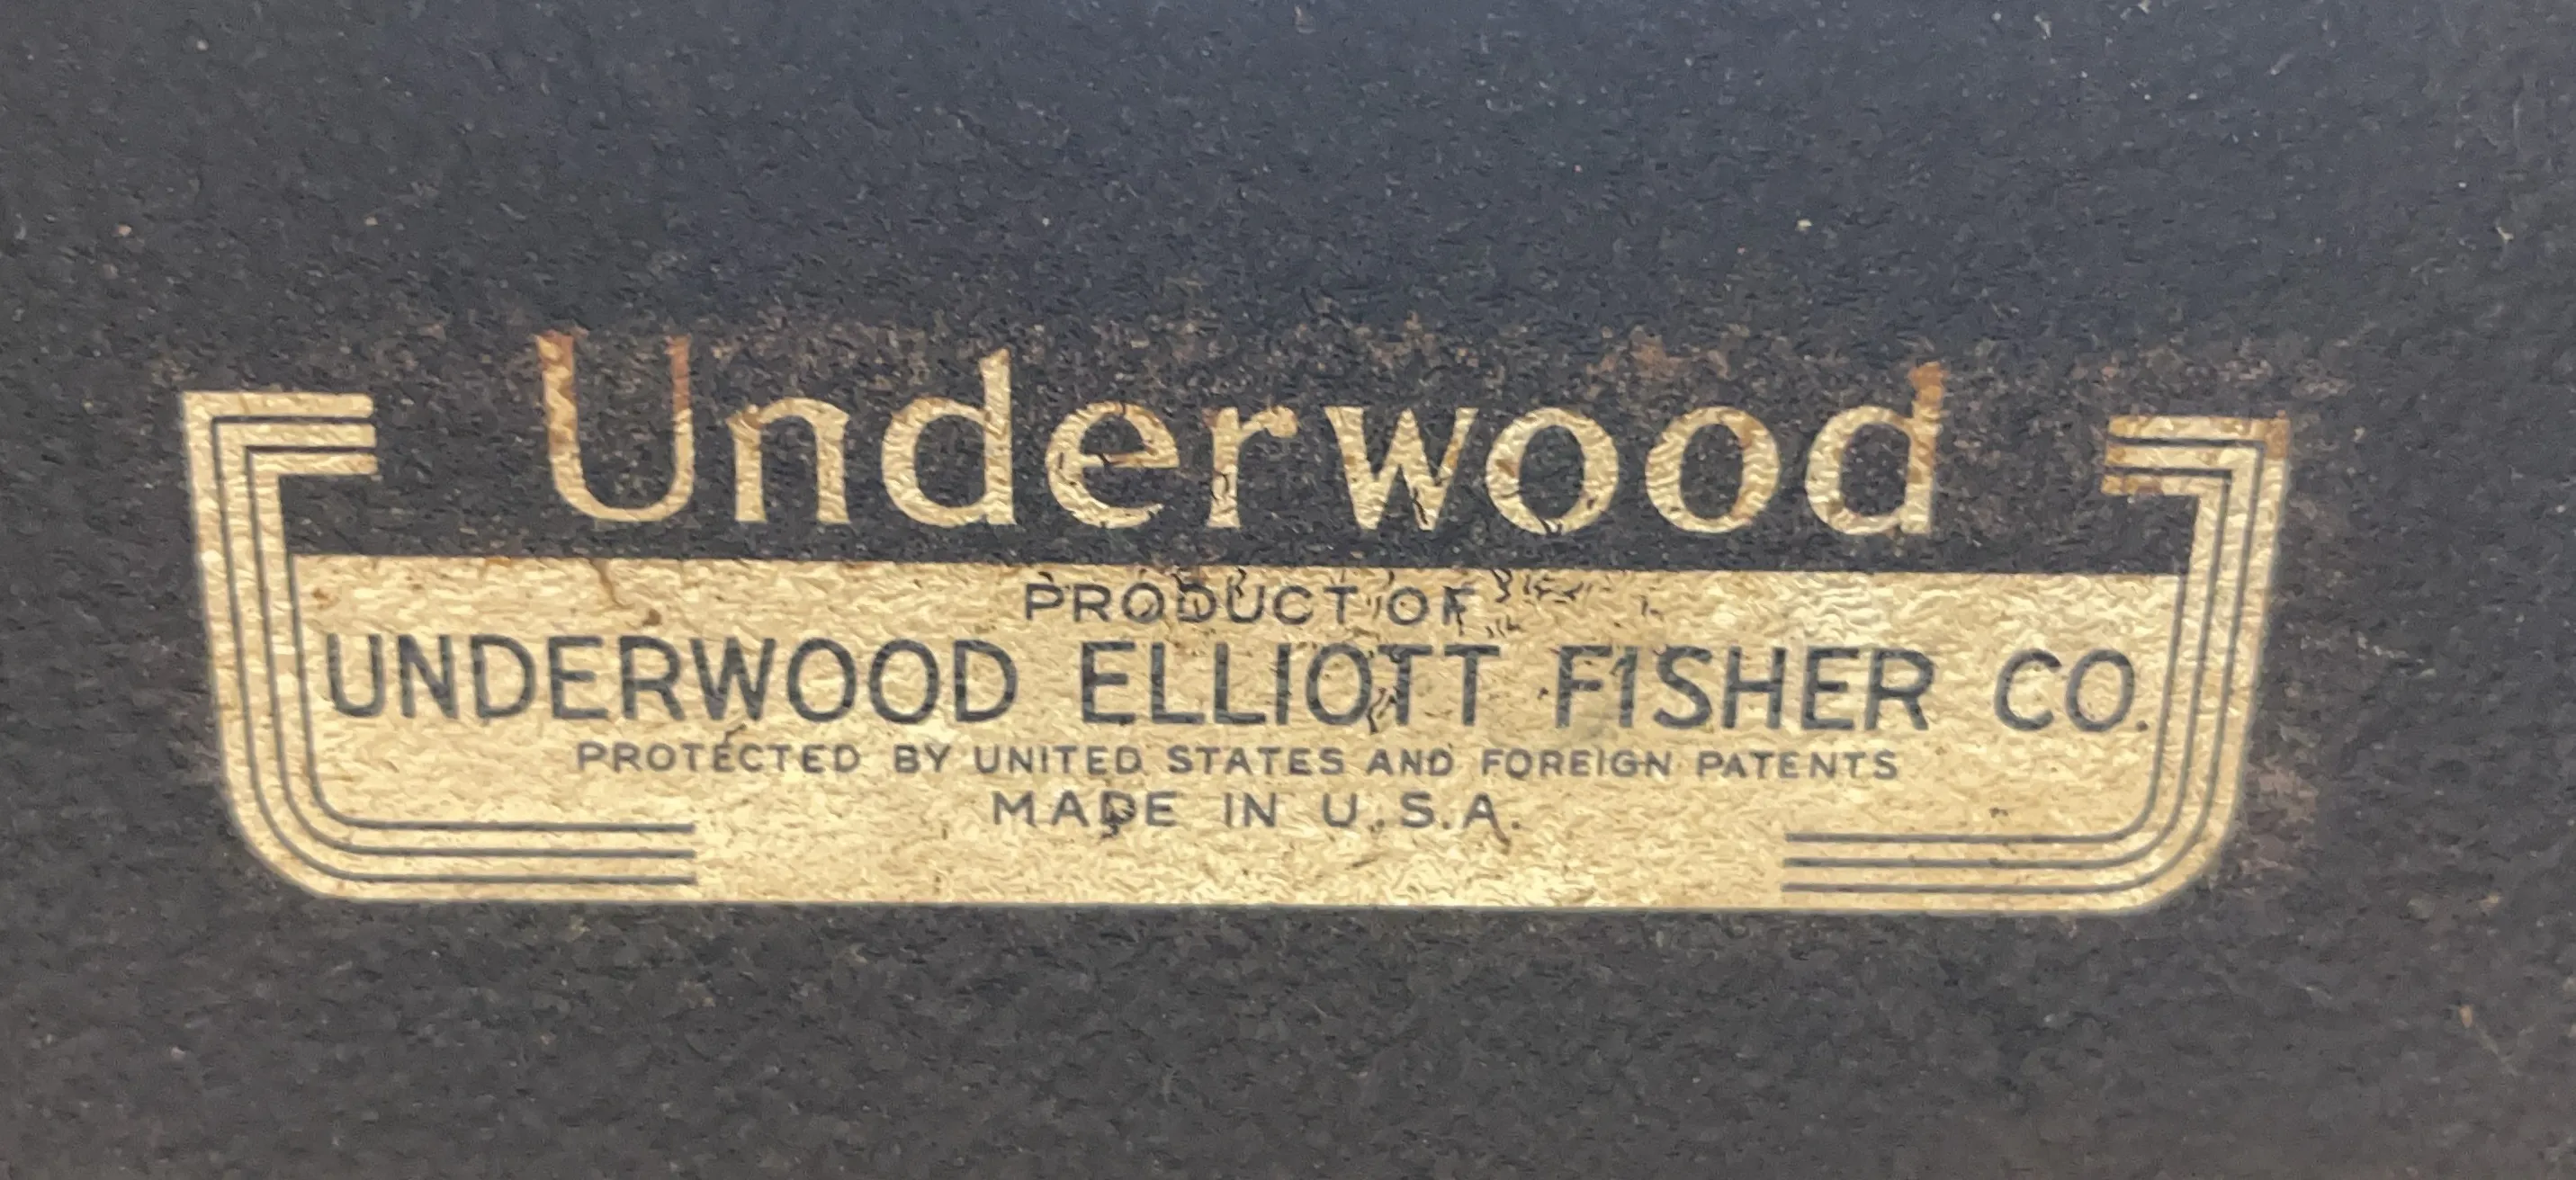 Underwood
PRODUCT OF
UNDERWOOD ELLIOTT FISHER CO.
PROTECTED BY UNITED STATES AND FOREIGN PATENTS
MADE IN U.S.A.